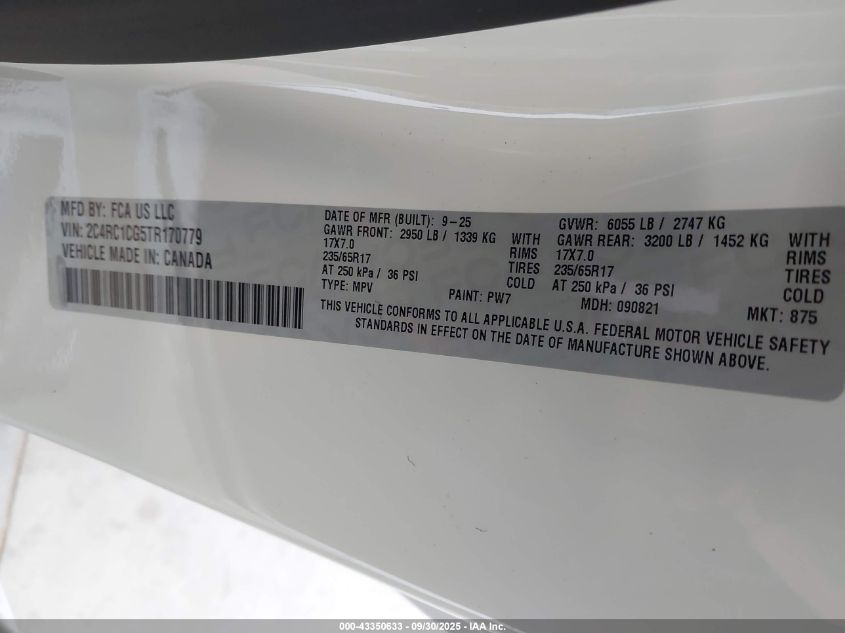 MFD BY: FCA US LLC
VIN: 2C4RC1CG5TR170779
VEHICLE MADE IN: CANADA
DATE OF MFR (BUILT): 9-25
GAWR FRONT: 2950 LB / 1339 KG WITH
17X7.0 RIMS
235/65R17 TIRES
AT 250 kPa / 36 PSI COLD
TYPE: MPV PAINT: PW7
GVWR: 6055 LB / 2747 KG
GAWR REAR: 3200 LB / 1452 KG WITH
17X7.0 RIMS
235/65R17 TIRES
AT 250 kPa / 36 PSI COLD
MDH: 090821 MKT: 875
THIS VEHICLE CONFORMS TO ALL APPLICABLE U.S.A. FEDERAL MOTOR VEHICLE SAFETY
STANDARDS IN EFFECT ON THE DATE OF MANUFACTURE SHOWN ABOVE.
000-43350633 - 09/30/2025 - IAA Inc.